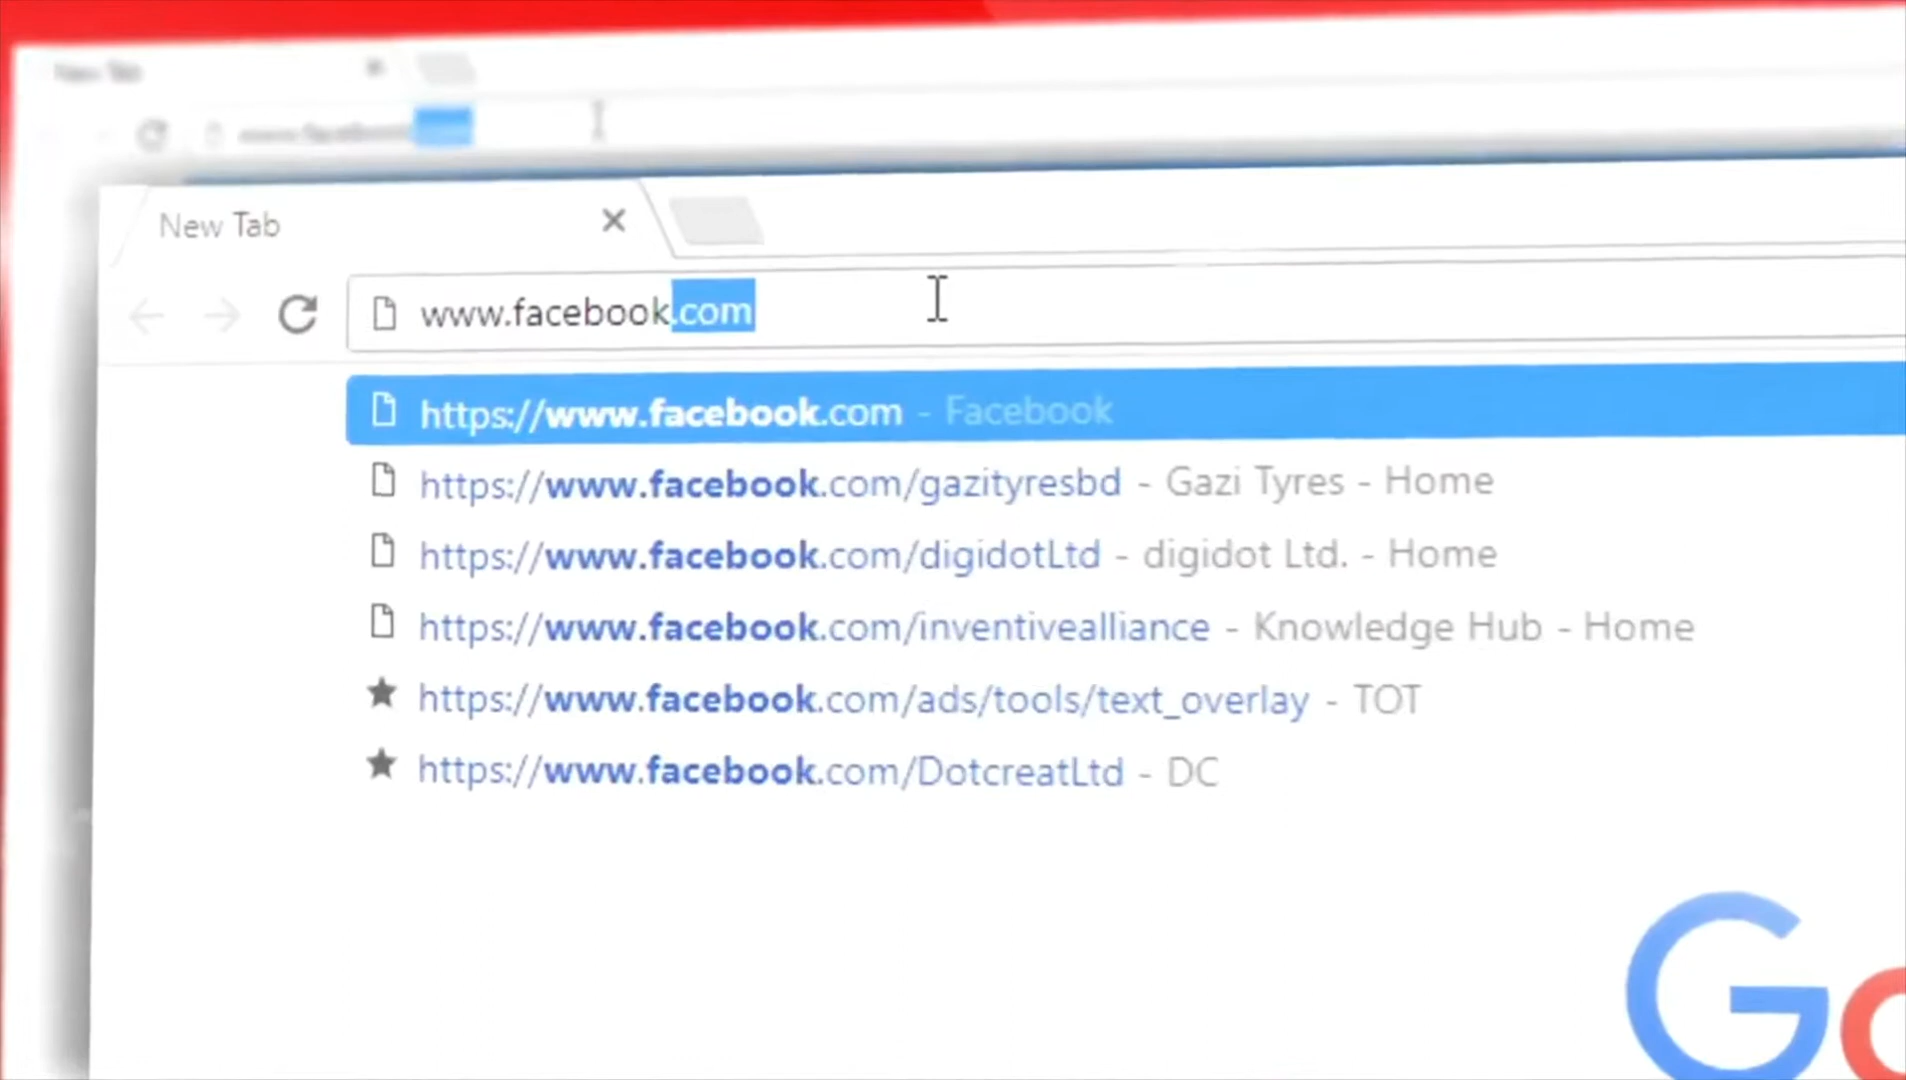 New Tab
www.facebook.com
https://www.facebook.com - Facebook
https://www.facebook.com/gazityresbd - Gazi Tyres - Home
https://www.facebook.com/digidotLtd - digidot Ltd. - Home
https://www.facebook.com/inventivealliance - Knowledge Hub - Home
https://www.facebook.com/ads/tools/text_overlay - TOT
https://www.facebook.com/DotcreatLtd - DC
Go